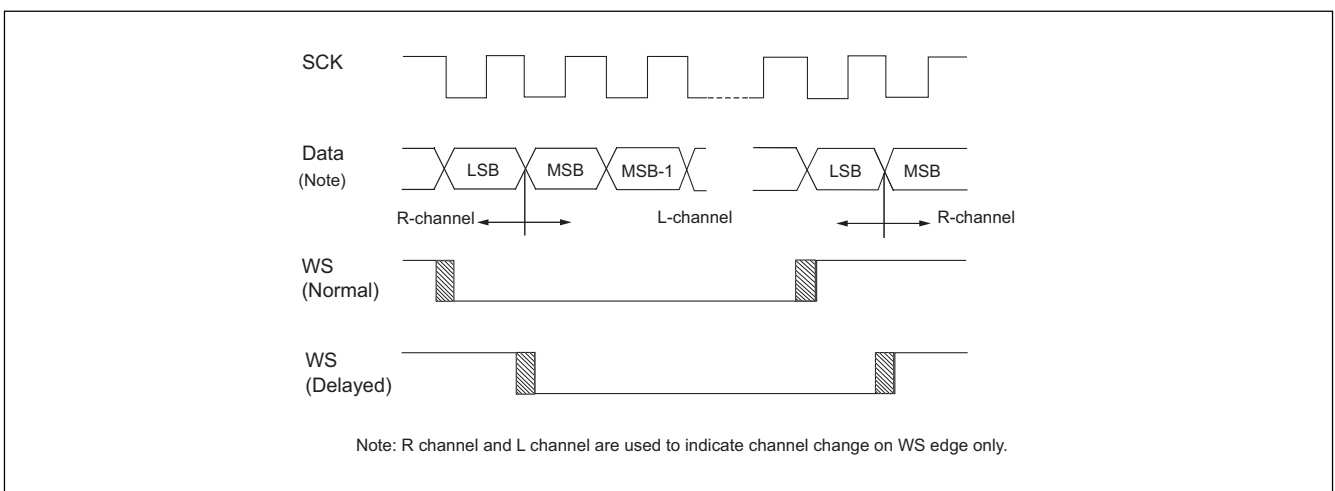 SCK
Data
(Note)
LSB MSB MSB-1 LSB MSB
R-channel L-channel R-channel
WS
(Normal)
WS
(Delayed)
Note: R channel and L channel are used to indicate channel change on WS edge only.